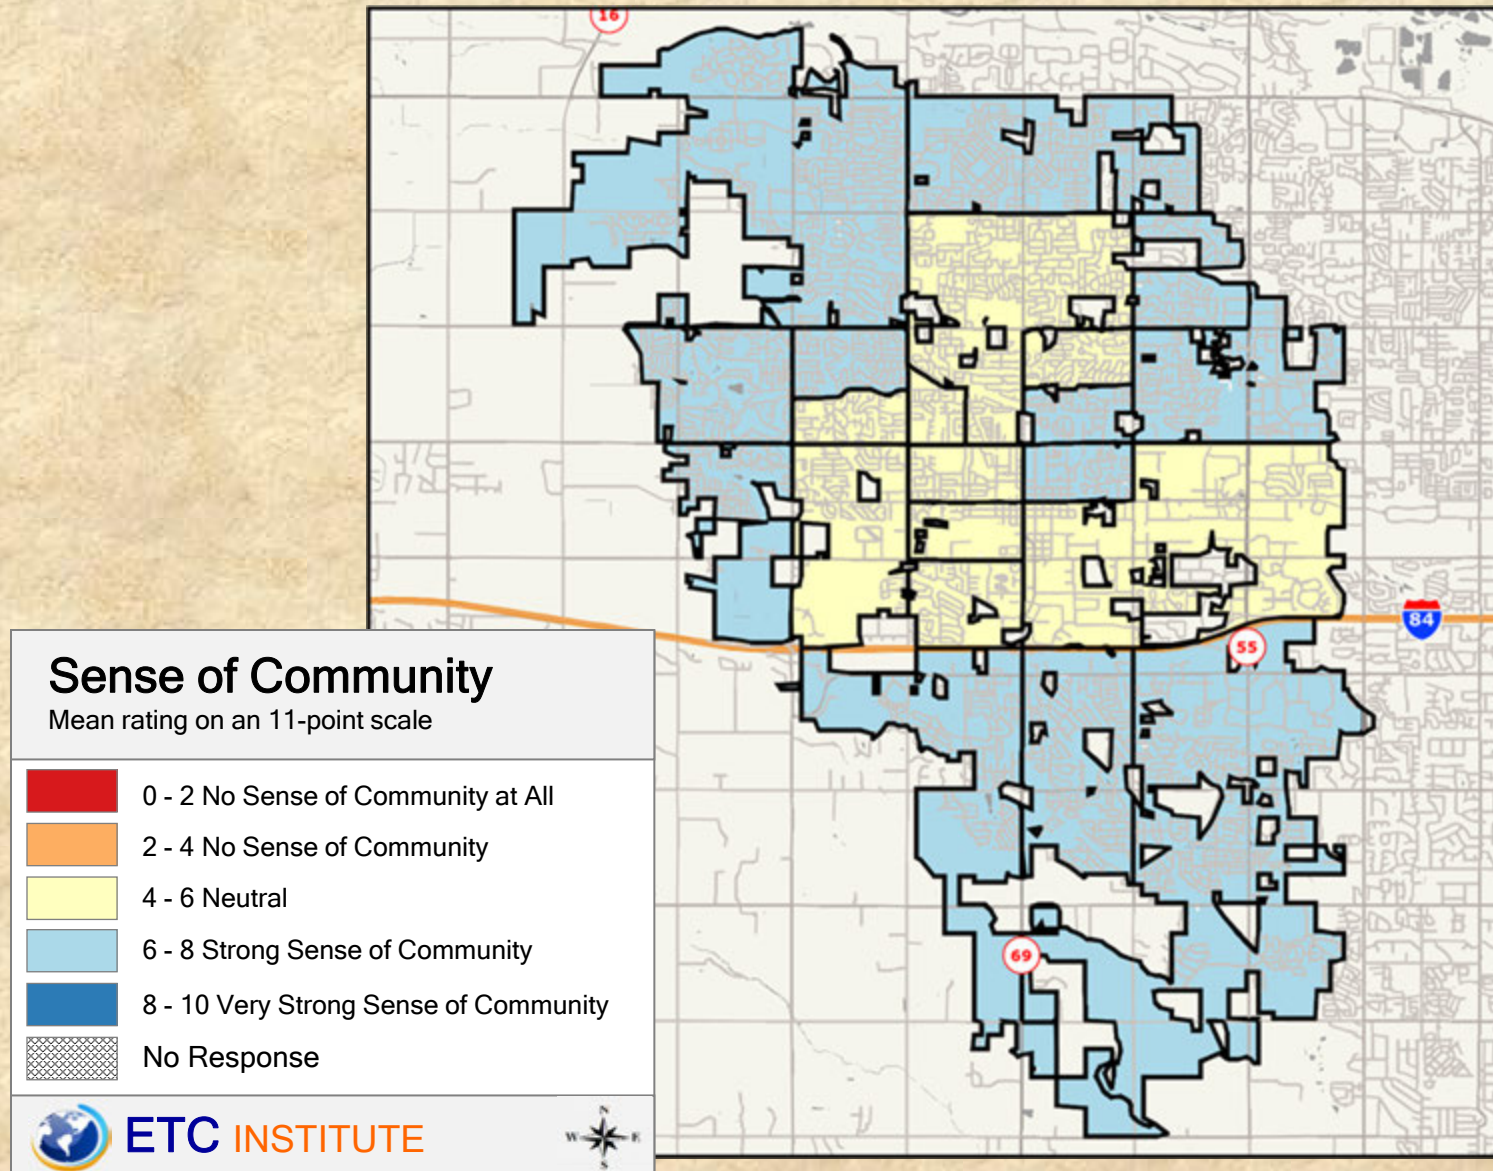 16
84
55
69
Sense of Community
Mean rating on an 11-point scale
0 - 2 No Sense of Community at All
2 - 4 No Sense of Community
4 - 6 Neutral
6 - 8 Strong Sense of Community
8 - 10 Very Strong Sense of Community
No Response
ETC INSTITUTE
N
W E
S